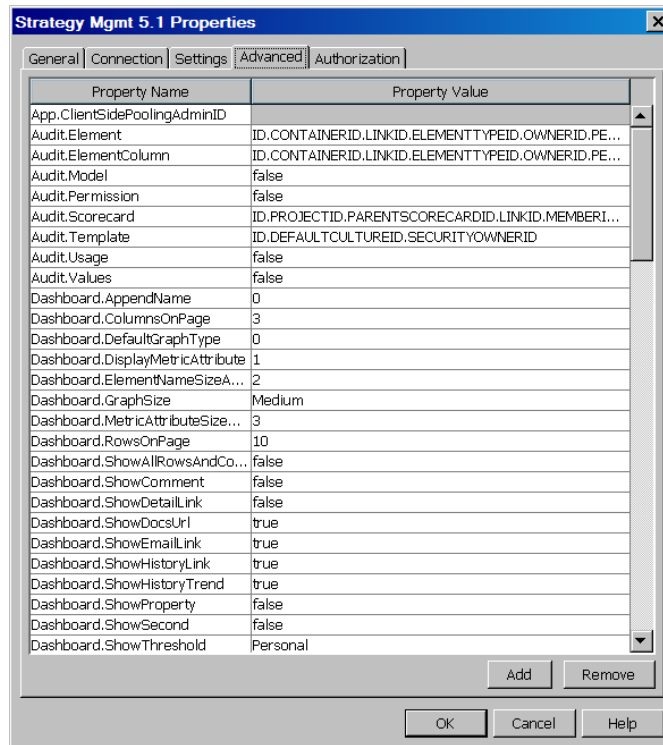 Strategy Mgmt 5.1 Properties
General Connection Settings Advanced Authorization
Property Name Property Value
App.ClientSidePoolingAdminID
Audit.Element ID.CONTAINERID.LINKID.ELEMENTTYPEID.OWNERID.PE...
Audit.ElementColumn ID.CONTAINERID.LINKID.ELEMENTTYPEID.OWNERID.PE...
Audit.Model false
Audit.Permission false
Audit.Scorecard ID.PROJECTID.PARENTSCORECARDID.LINKID.MEMBERI...
Audit.Template ID.DEFAULTCULTUREID.SECURITYOWNERID
Audit.Usage false
Audit.Values false
Dashboard.AppendName 0
Dashboard.ColumnsOnPage 3
Dashboard.DefaultGraphType 0
Dashboard.DisplayMetricAttribute 1
Dashboard.ElementNameSizeA... 2
Dashboard.GraphSize Medium
Dashboard.MetricAttributeSize... 3
Dashboard.RowsOnPage 10
Dashboard.ShowAllRowsAndCo... false
Dashboard.ShowComment false
Dashboard.ShowDetailLink false
Dashboard.ShowDocsUrl true
Dashboard.ShowEmailLink true
Dashboard.ShowHistoryLink true
Dashboard.ShowHistoryTrend true
Dashboard.ShowProperty false
Dashboard.ShowSecond false
Dashboard.ShowThreshold Personal
Add Remove
OK Cancel Help